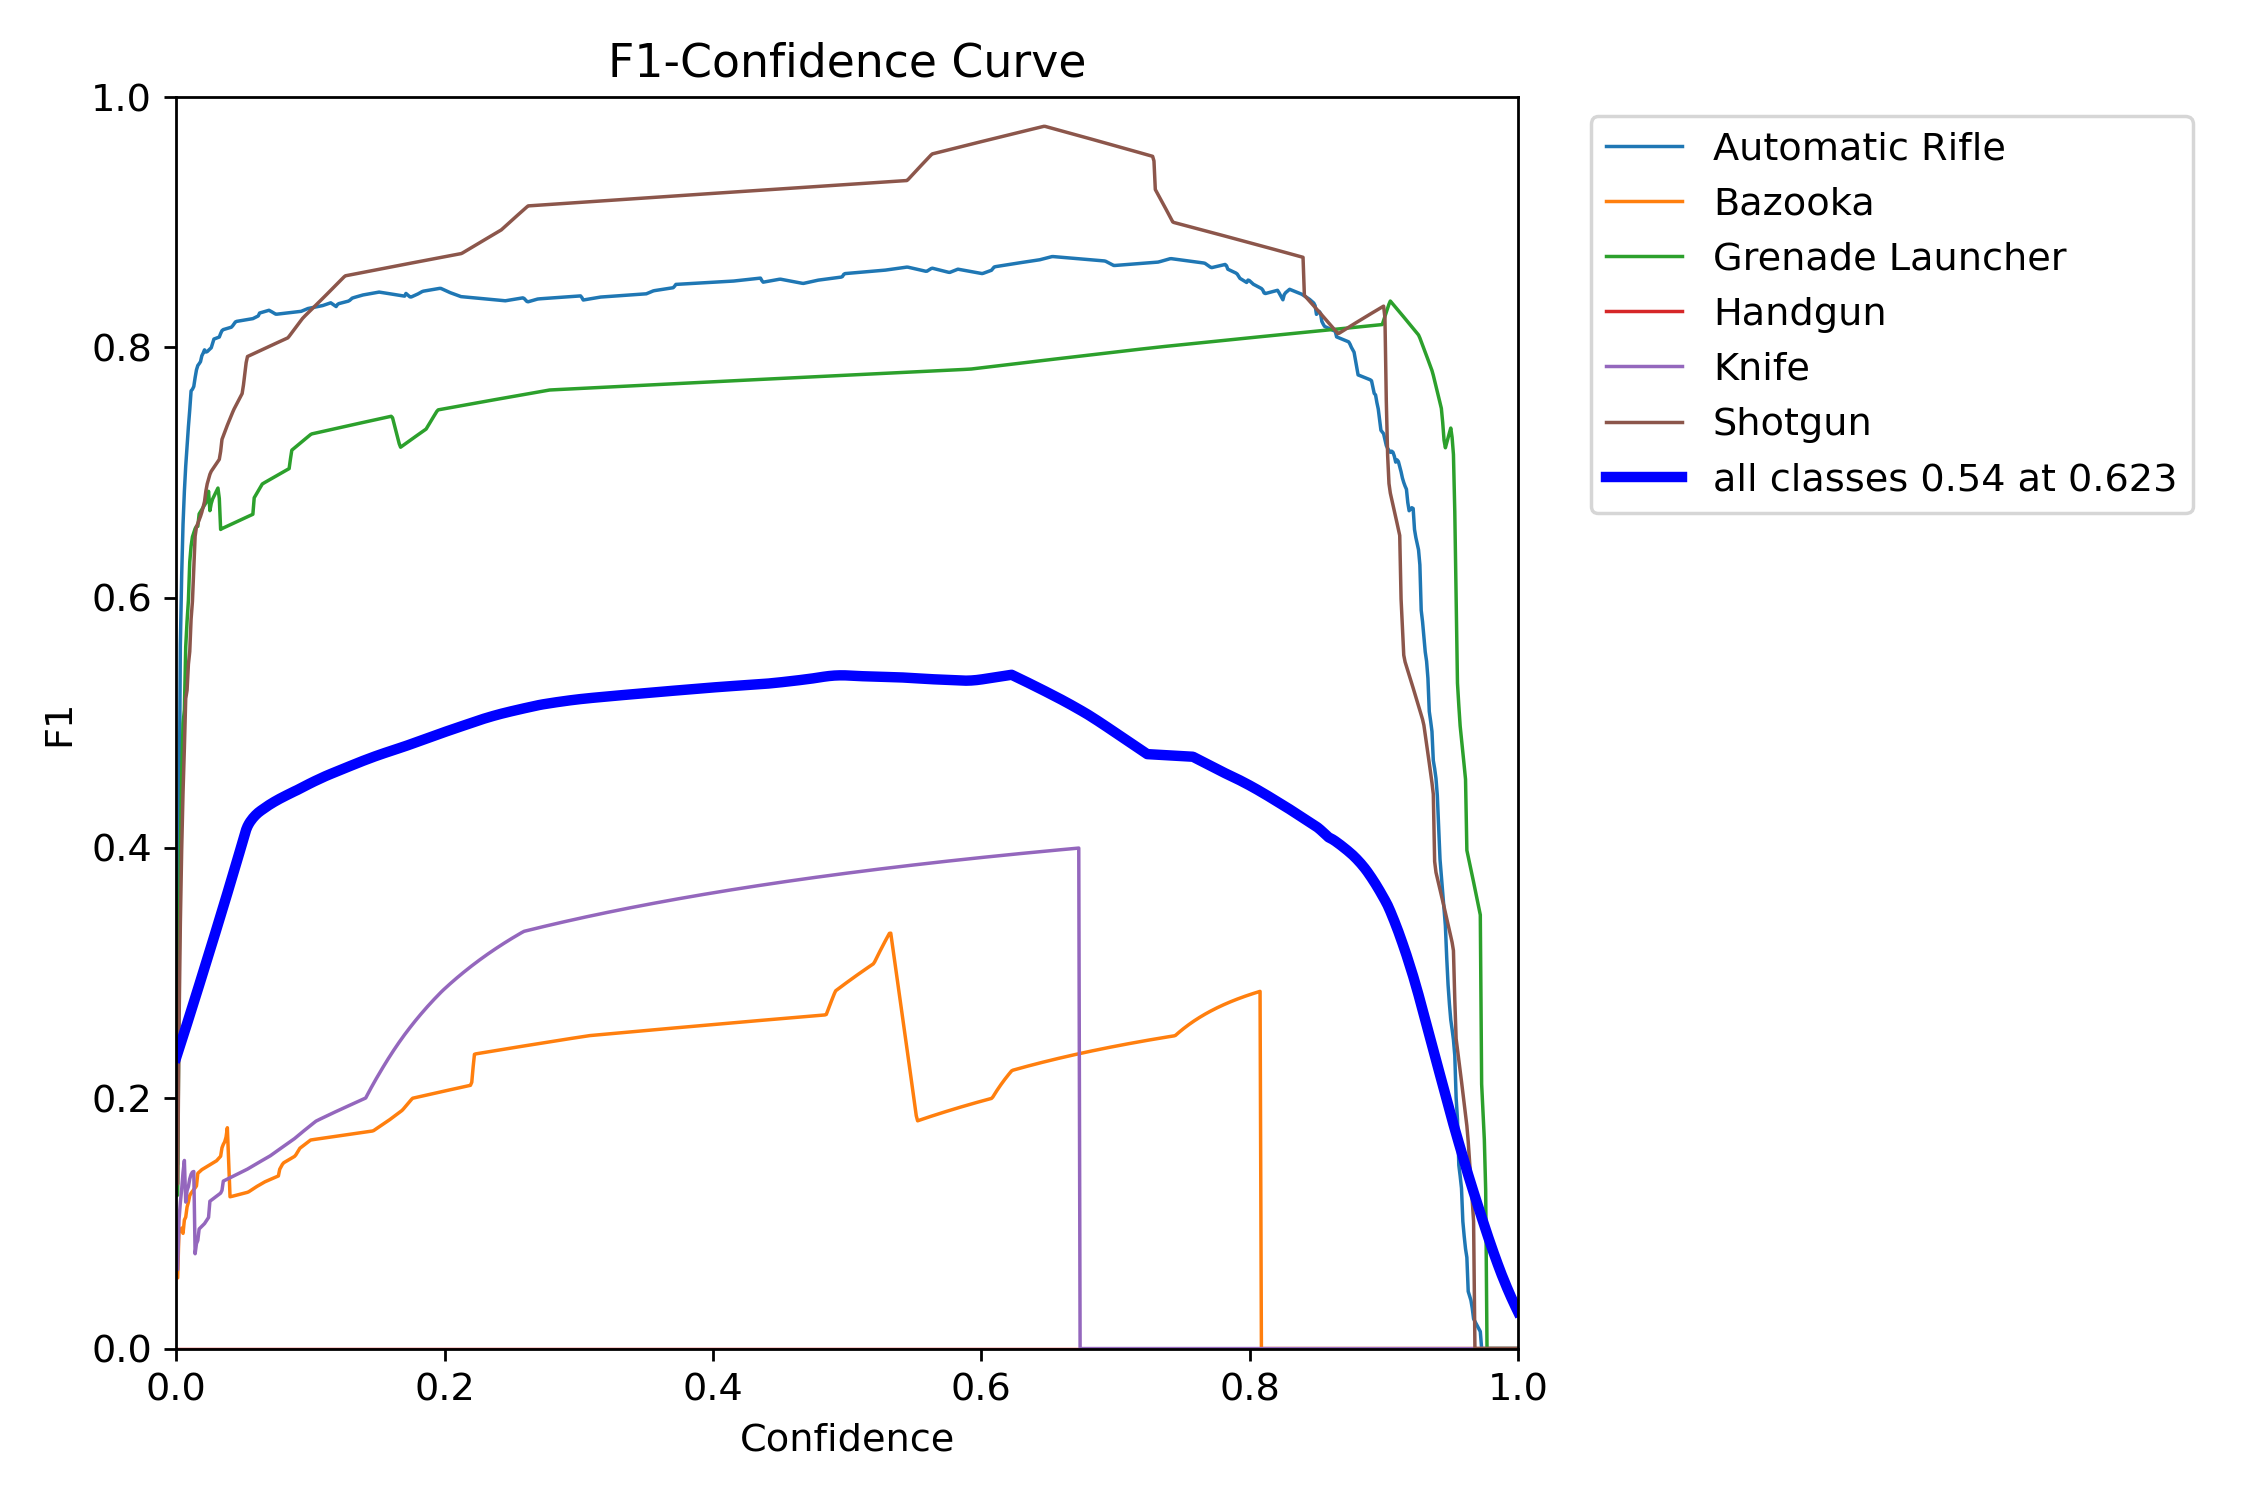 F1-Confidence Curve
1.0
0.8
0.6
0.4
0.2
0.0
F1
0.0 0.2 0.4 0.6 0.8 1.0
Confidence
Automatic Rifle
Bazooka
Grenade Launcher
Handgun
Knife
Shotgun
all classes 0.54 at 0.623